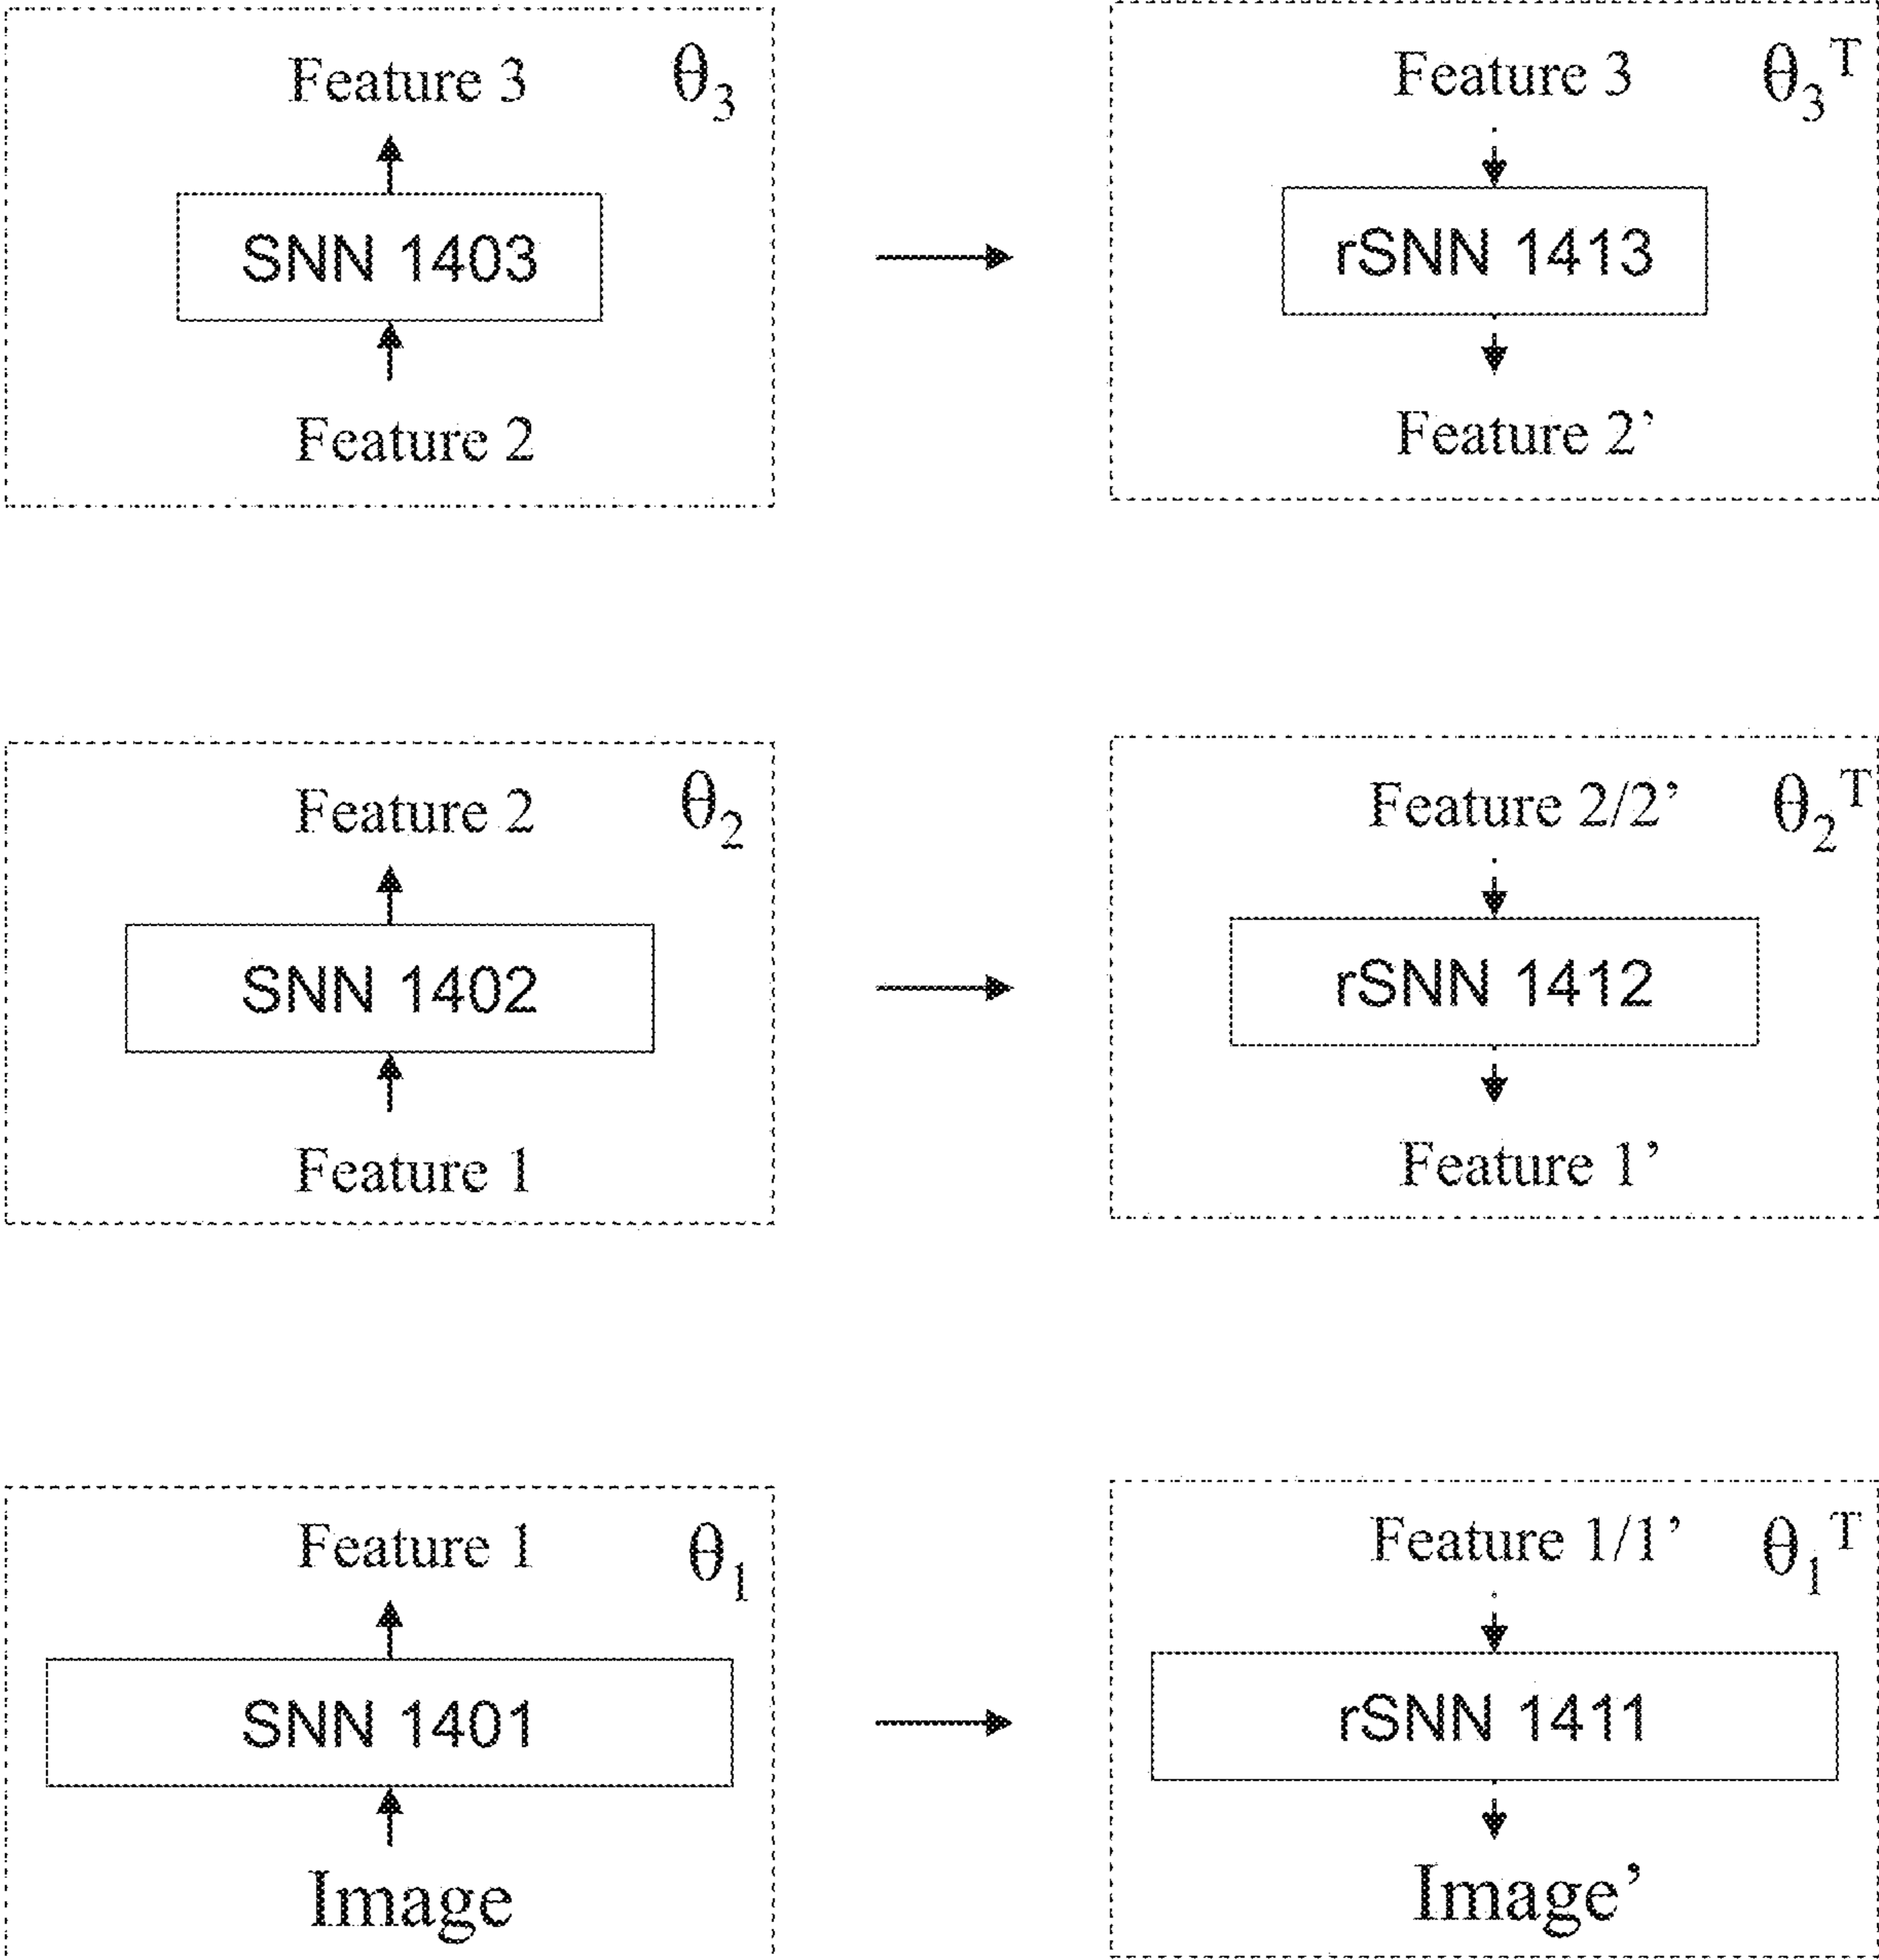 Feature 3 θ₃
SNN 1403
Feature 2
Feature 3 θ₃ᵀ
rSNN 1413
Feature 2’
Feature 2 θ₂
SNN 1402
Feature 1
Feature 2/2’ θ₂ᵀ
rSNN 1412
Feature 1’
Feature 1 θ₁
SNN 1401
Image
Feature 1/1’ θ₁ᵀ
rSNN 1411
Image’